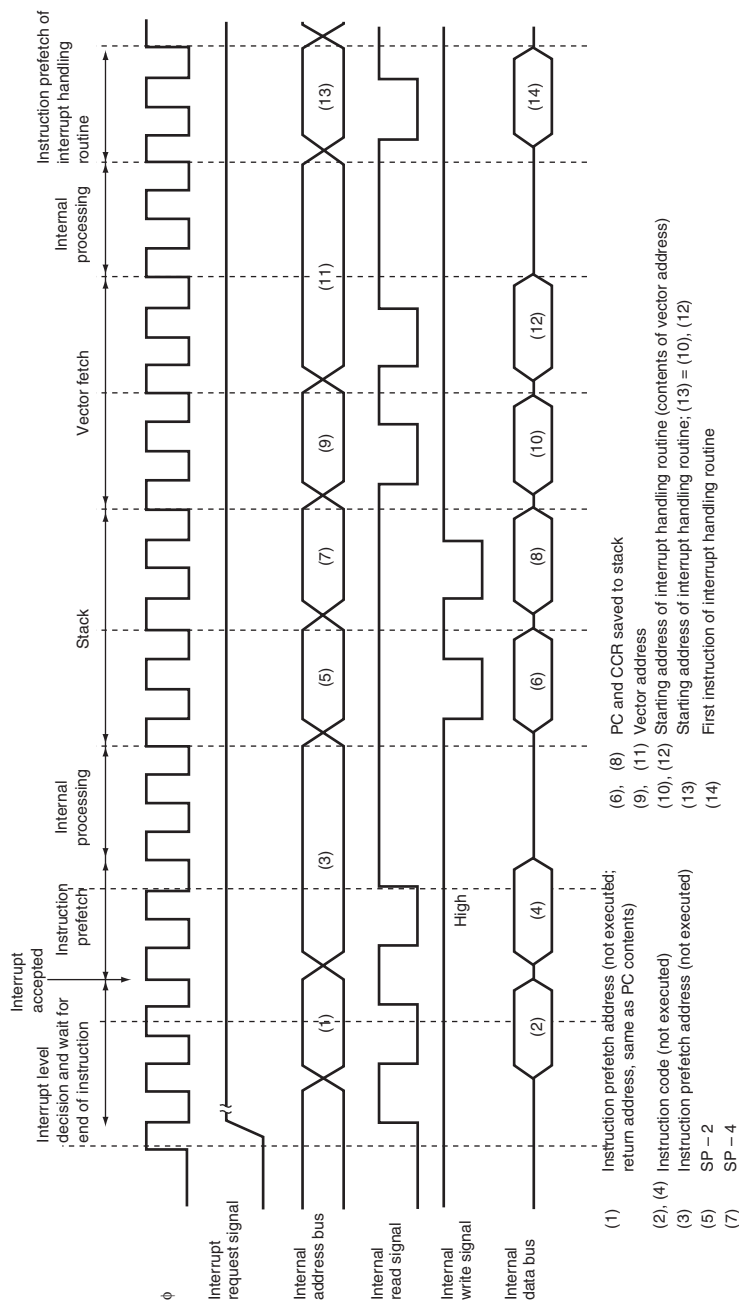 Interrupt level
decision and wait for
end of instruction
Interrupt
accepted
Instruction
prefetch
Internal
processing
Stack
Vector fetch
Internal
processing
Instruction prefetch of
interrupt handling
routine
φ
Interrupt
request signal
Internal
address bus
(1)
(3)
(5)
(7)
(9)
(11)
(13)
Internal
read signal
Internal
write signal
High
Internal
data bus
(2)
(4)
(6)
(8)
(10)
(12)
(14)
(1) Instruction prefetch address (not executed;
return address, same as PC contents)
(2), (4) Instruction code (not executed)
(3) Instruction prefetch address (not executed)
(5) SP – 2
(7) SP – 4
(6), (8) PC and CCR saved to stack
(9), (11) Vector address
(10), (12) Starting address of interrupt handling routine (contents of vector address)
(13) Starting address of interrupt handling routine; (13) = (10), (12)
(14) First instruction of interrupt handling routine